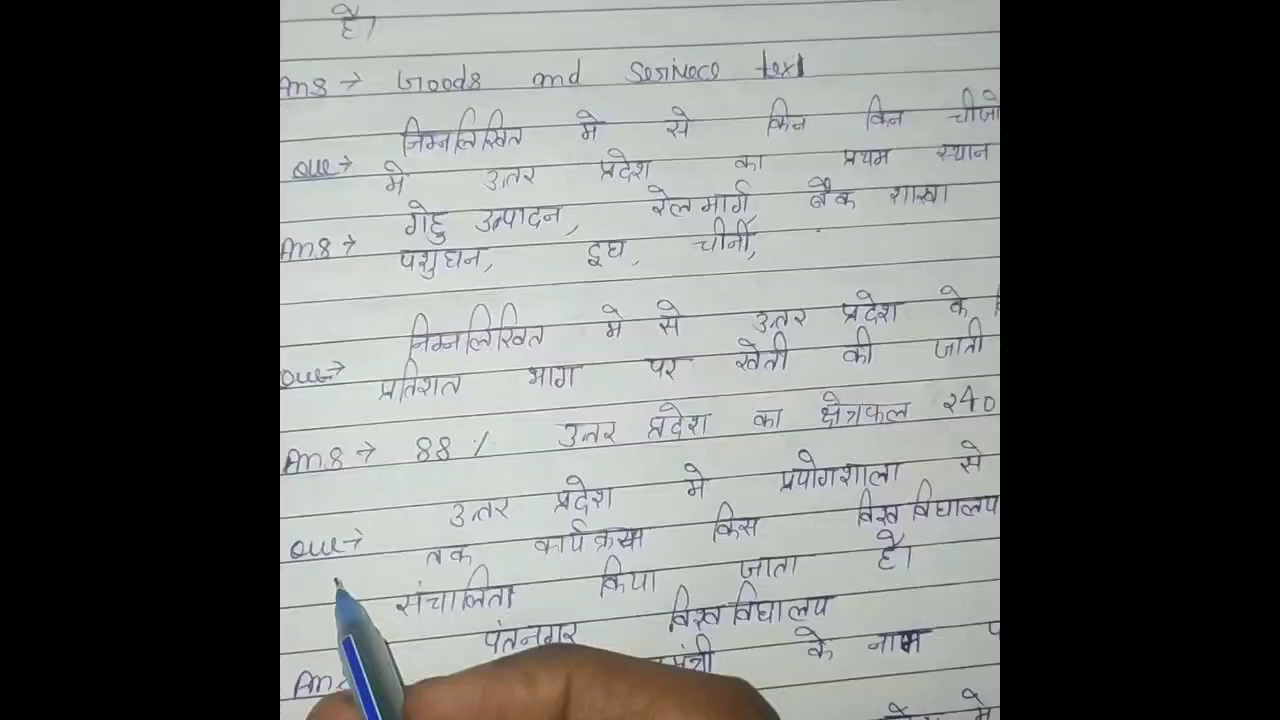 है।
Ans → Goods and Serivece text
निम्नलिखित मे से किन किन चीजो
Que → मे उत्तर प्रदेश का प्रथम स्थान
गेहु उत्पादन, रेलमार्ग, बैंक शाखा
Ans → पशुधन, दूध, चीनी,
निम्नलिखित मे से उत्तर प्रदेश के
Que → प्रतिशत भाग पर खेती की जाती
Ans → 88 % उत्तर प्रदेश का क्षेत्रफल 240
उत्तर प्रदेश मे प्रयोगशाला से
Que → तक कार्यक्रम किस विश्व विद्यालय
संचालिता किया जाता है।
पंतनगर विश्व विद्यालय
Ans के नाम
मे